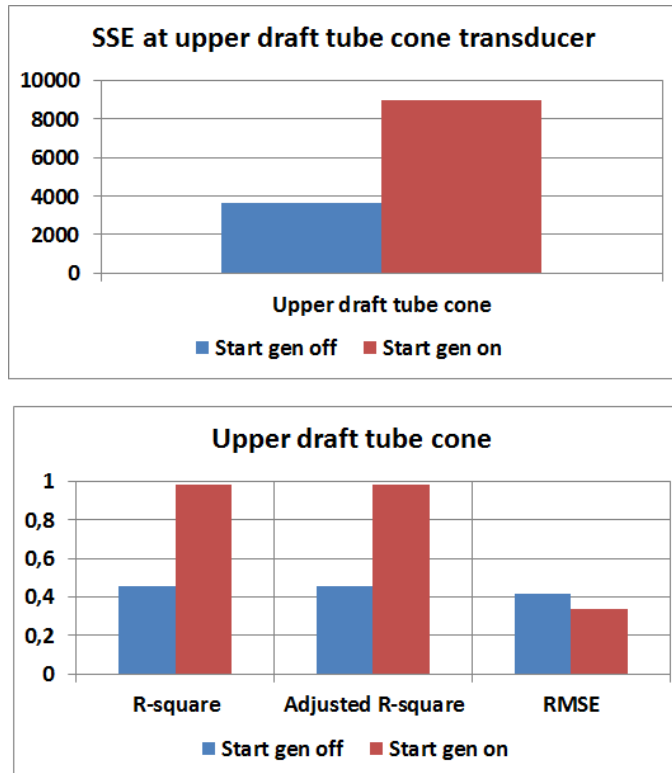 SSE at upper draft tube cone transducer
10000
8000
6000
4000
2000
0
Upper draft tube cone
Start gen off Start gen on
Upper draft tube cone
1
0,8
0,6
0,4
0,2
0
R-square Adjusted R-square RMSE
Start gen off Start gen on